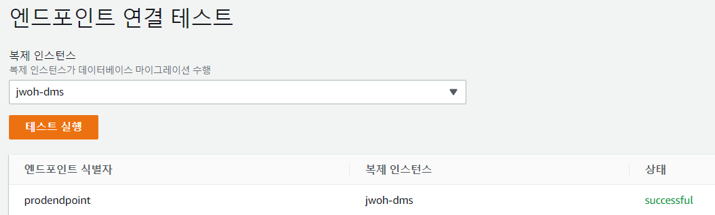 엔드포인트 연결 테스트
복제 인스턴스
복제 인스턴스가 데이터베이스 마이그레이션 수행
jwoh-dms
테스트 실행
엔드포인트 식별자 복제 인스턴스 상태
prodendpoint jwoh-dms successful